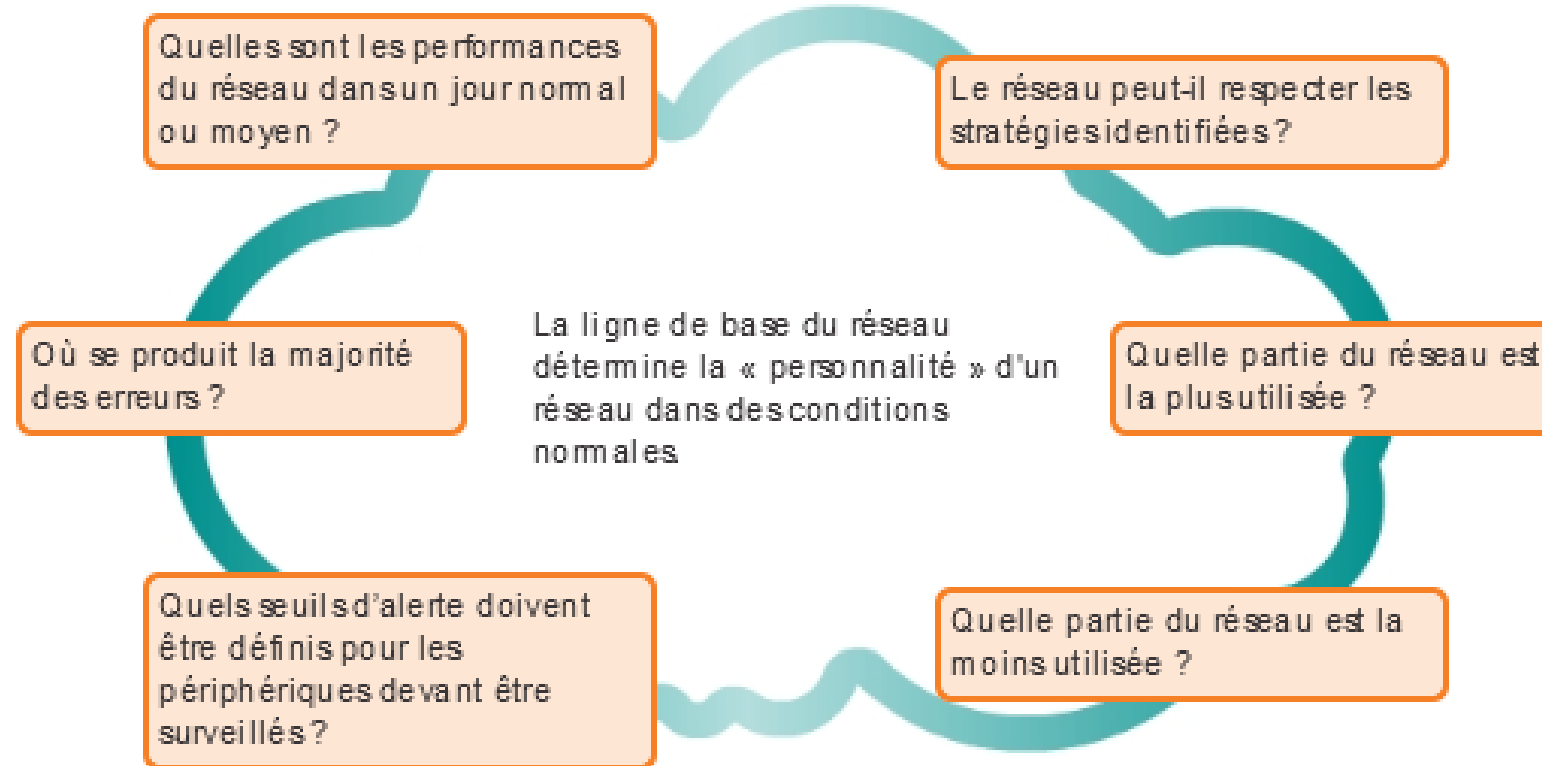 Quelles sont les performances
du réseau dans un jour normal
ou moyen ?
Le réseau peut-il respecter les
stratégies identifiées ?
Où se produit la majorité
des erreurs ?
La ligne de base du réseau
détermine la « personnalité » d'un
réseau dans des conditions
normales.
Quelle partie du réseau est
la plus utilisée ?
Quels seuils d'alerte doivent
être définis pour les
périphériques devant être
surveillés ?
Quelle partie du réseau est la
moins utilisée ?